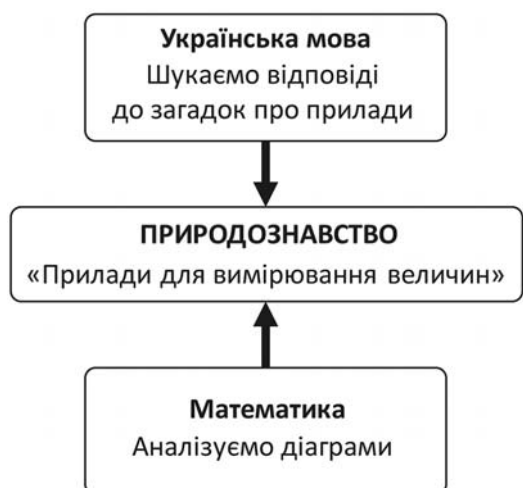 Українська мова
Шукаємо відповіді
до загадок про прилади
ПРИРОДОЗНАВСТВО
«Прилади для вимірювання величин»
Математика
Аналізуємо діаграми